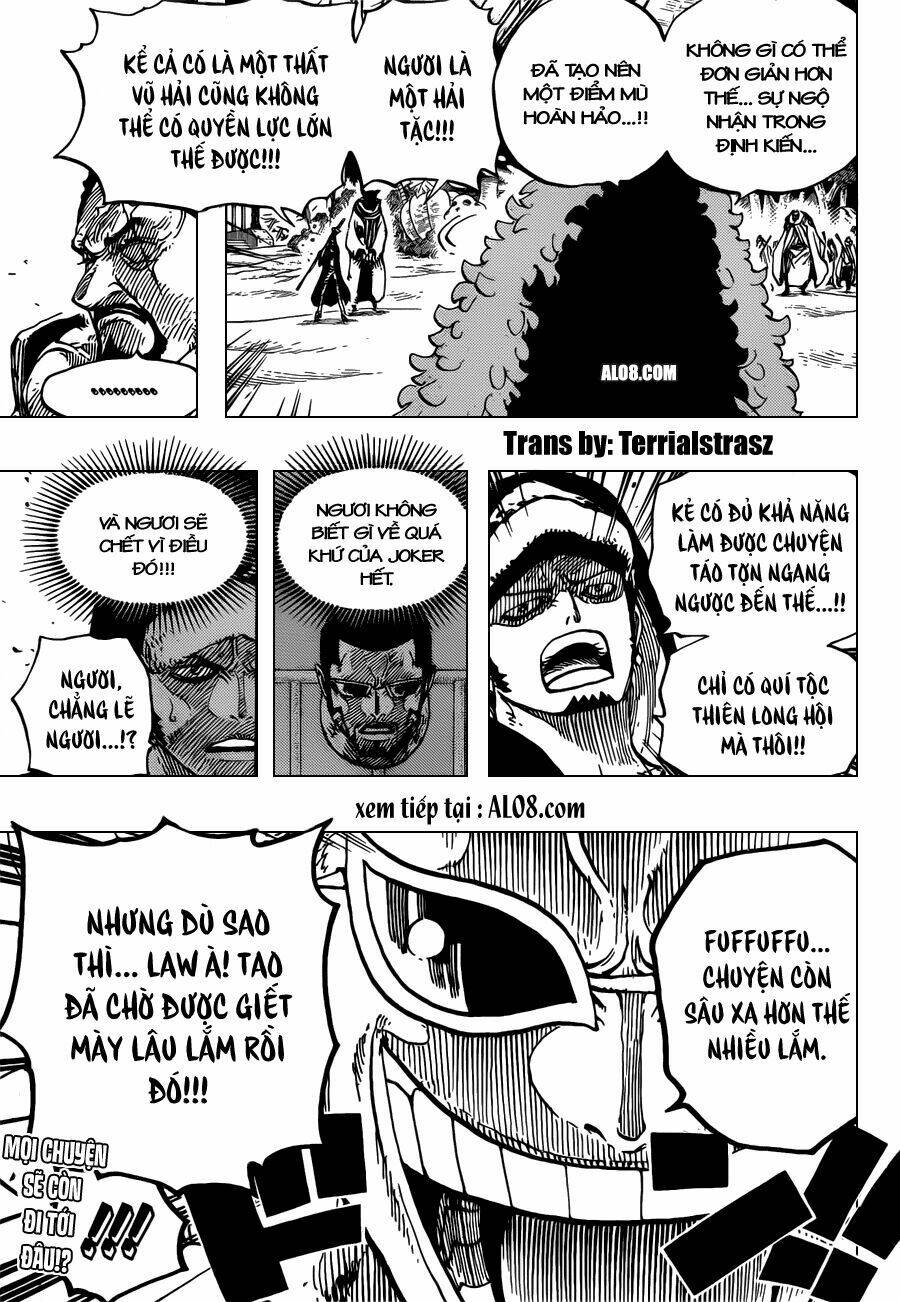 KHÔNG GÌ CÓ THỂ
ĐƠN GIẢN HƠN
THẾ... SỰ NGỘ
NHẬN TRONG
ĐỊNH KIẾN...
ĐÃ TẠO NÊN
MỘT ĐIỂM MÙ
HOÀN HẢO...!!
NGƯỜI LÀ
MỘT HẢI
TẶC!!!
KỂ CẢ CÓ LÀ MỘT THẤT
VŨ HẢI CŨNG KHÔNG
THỂ CÓ QUYỀN LỰC LỚN
THẾ ĐƯỢC!!!
AL08.COM
..........
Trans by: Terrialstrasz
KẺ CÓ ĐỦ KHẢ NĂNG
LÀM ĐƯỢC CHUYỆN
TÁO TỢN NGANG
NGƯỢC ĐẾN THẾ...!!
CHỈ CÓ QUÍ TỘC
THIÊN LONG HỘI
MÀ THÔI!!
NGƯƠI KHÔNG
BIẾT GÌ VỀ QUÁ
KHỨ CỦA JOKER
HẾT.
VÀ NGƯƠI SẼ
CHẾT VÌ ĐIỀU
ĐÓ!!!
NGƯỜI,
CHẲNG LẼ
NGƯỜI...!?
xem tiếp tại : AL08.com
FUFFUFFU...
CHUYỆN CÒN
SÂU XA HƠN THẾ
NHIỀU LẮM.
NHƯNG DÙ SAO
THÌ... LAW À! TAO
ĐÃ CHỜ ĐƯỢC GIẾT
MÀY LÂU LẮM RỒI
ĐÓ!!!
MỌI CHUYỆN
SẼ CÒN
ĐI TỚI
ĐÂU!?
!!!